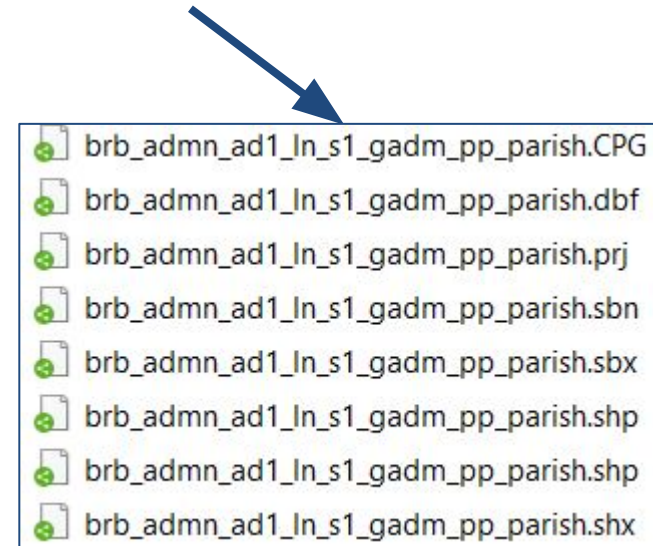 brb_admn_ad1_ln_s1_gadm_pp_parish.CPG
brb_admn_ad1_ln_s1_gadm_pp_parish.dbf
brb_admn_ad1_ln_s1_gadm_pp_parish.prj
brb_admn_ad1_ln_s1_gadm_pp_parish.sbn
brb_admn_ad1_ln_s1_gadm_pp_parish.sbx
brb_admn_ad1_ln_s1_gadm_pp_parish.shp
brb_admn_ad1_ln_s1_gadm_pp_parish.shp
brb_admn_ad1_ln_s1_gadm_pp_parish.shx